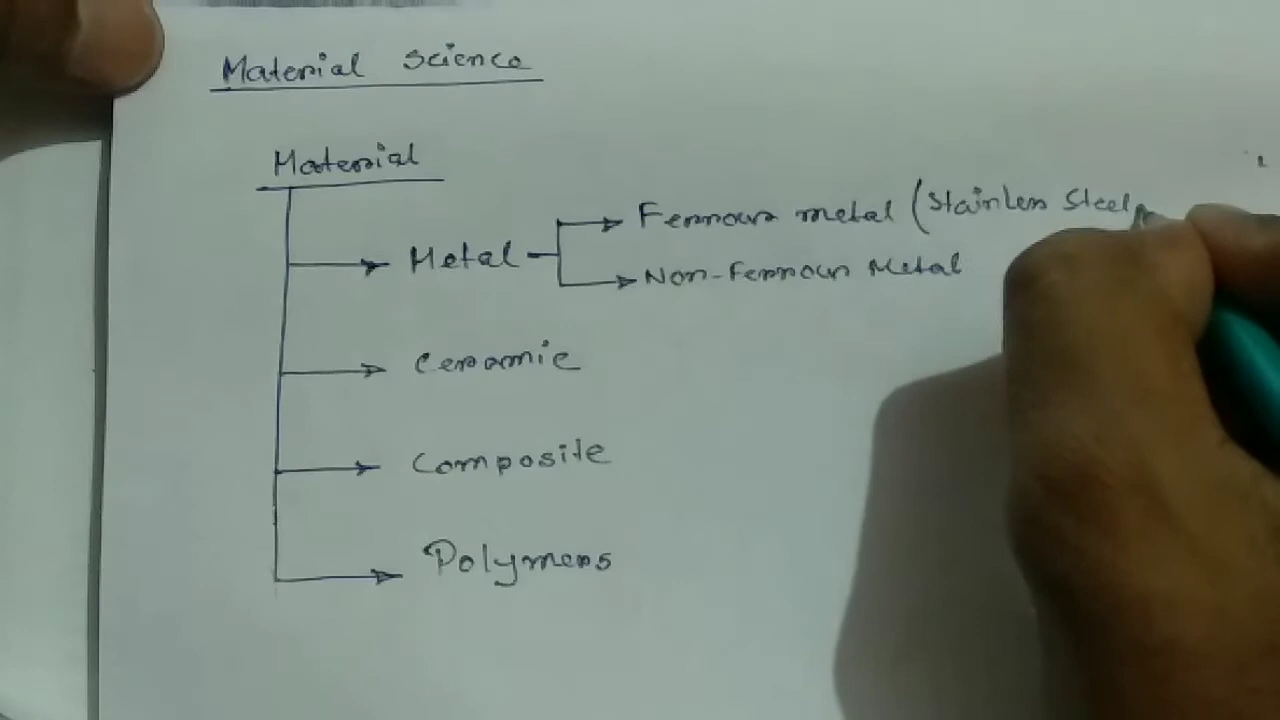 Material Science
Material
Metal
Ferrous metal (Stainless Steel,
Non-Ferrous Metal
Ceramic
Composite
Polymers